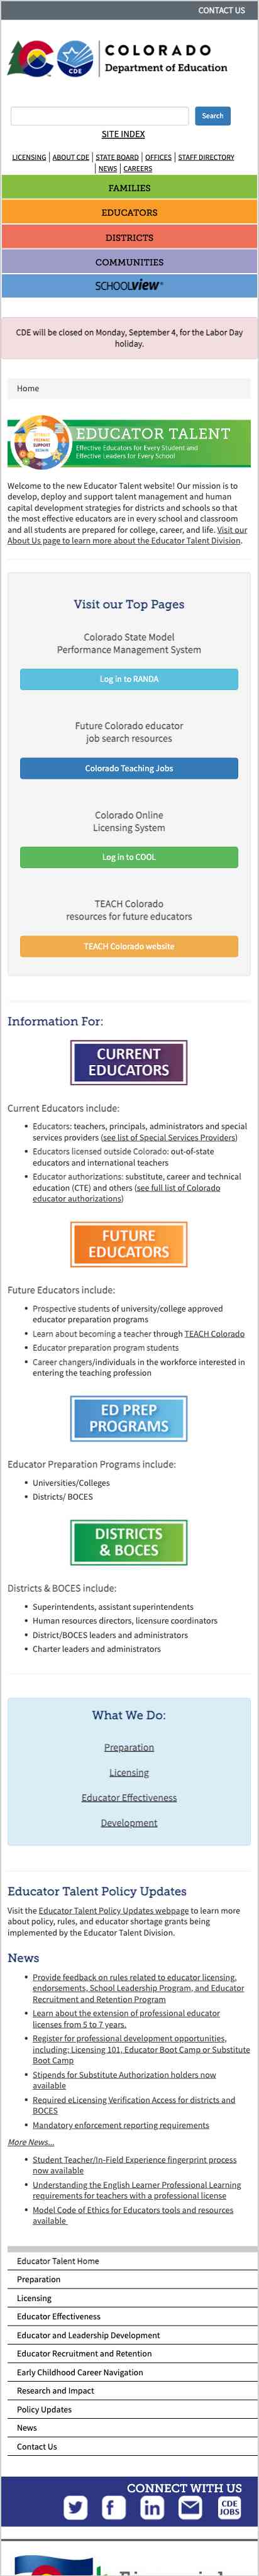 CONTACT US
COLORADO
Department of Education
CDE
Search
SITE INDEX
LICENSING | ABOUT CDE | STATE BOARD | OFFICES | STAFF DIRECTORY
| NEWS | CAREERS
FAMILIES
EDUCATORS
DISTRICTS
COMMUNITIES
SCHOOLVIEW®
CDE will be closed on Monday, September 4, for the Labor Day
holiday.
Home
EDUCATOR TALENT
Effective Educators for Every Student and
Effective Leaders for Every School
Welcome to the new Educator Talent website! Our mission is to
develop, deploy and support talent management and human
capital development strategies for districts and schools so that
the most effective educators are in every school and classroom
and all students are prepared for college, career, and life. Visit our
About Us page to learn more about the Educator Talent Division.
Visit our Top Pages
Colorado State Model
Performance Management System
Log in to RANDA
Future Colorado educator
job search resources
Colorado Teaching Jobs
Colorado Online
Licensing System
Log in to COOL
TEACH Colorado
resources for future educators
TEACH Colorado website
Information For:
CURRENT
EDUCATORS
Current Educators include:
• Educators: teachers, principals, administrators and special
services providers (see list of Special Services Providers)
• Educators licensed outside Colorado: out-of-state
educators and international teachers
• Educator authorizations: substitute, career and technical
education (CTE) and others (see full list of Colorado
educator authorizations)
FUTURE
EDUCATORS
Future Educators include:
• Prospective students of university/college approved
educator preparation programs
• Learn about becoming a teacher through TEACH Colorado
• Educator preparation program students
• Career changers/individuals in the workforce interested in
entering the teaching profession
ED PREP
PROGRAMS
Educator Preparation Programs include:
• Universities/Colleges
• Districts/ BOCES
DISTRICTS
& BOCES
Districts & BOCES include:
• Superintendents, assistant superintendents
• Human resources directors, licensure coordinators
• District/BOCES leaders and administrators
• Charter leaders and administrators
What We Do:
Preparation
Licensing
Educator Effectiveness
Development
Educator Talent Policy Updates
Visit the Educator Talent Policy Updates webpage to learn more
about policy, rules, and educator shortage grants being
implemented by the Educator Talent Division.
News
• Provide feedback on rules related to educator licensing,
endorsements, School Leadership Program, and Educator
Recruitment and Retention Program
• Learn about the extension of professional educator
licenses from 5 to 7 years.
• Register for professional development opportunities,
including: Licensing 101, Educator Boot Camp or Substitute
Boot Camp
• Stipends for Substitute Authorization holders now
available
• Required eLicensing Verification Access for districts and
BOCES
• Mandatory enforcement reporting requirements
More News...
• Student Teacher/In-Field Experience fingerprint process
now available
• Understanding the English Learner Professional Learning
requirements for teachers with a professional license
• Model Code of Ethics for Educators tools and resources
available
Educator Talent Home
Preparation
Licensing
Educator Effectiveness
Educator and Leadership Development
Educator Recruitment and Retention
Early Childhood Career Navigation
Research and Impact
Policy Updates
News
Contact Us
CONNECT WITH US
CDE
JOBS